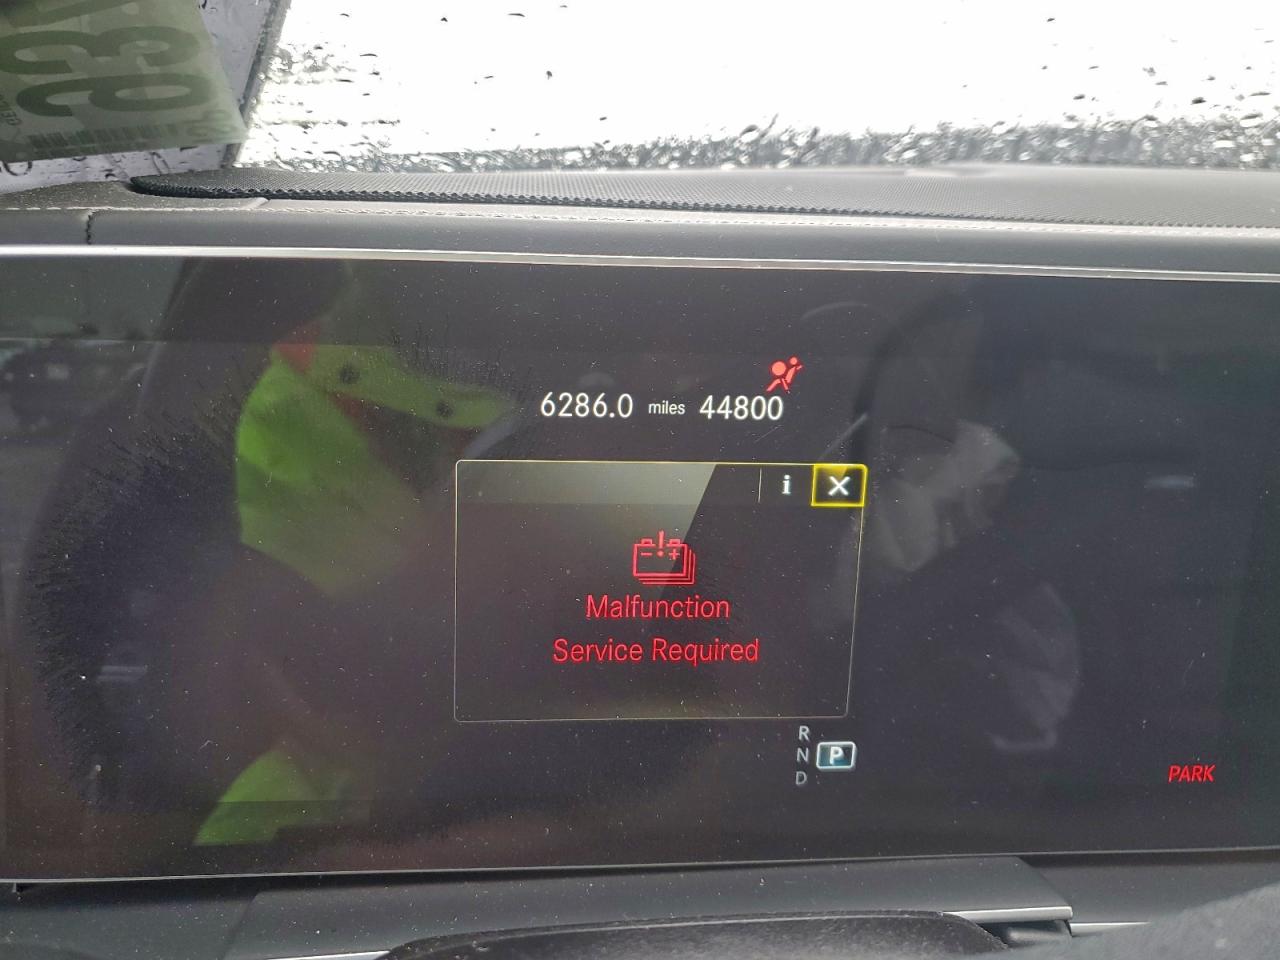 6286.0 miles 44800
i X
Malfunction
Service Required
R
N P
D
PARK